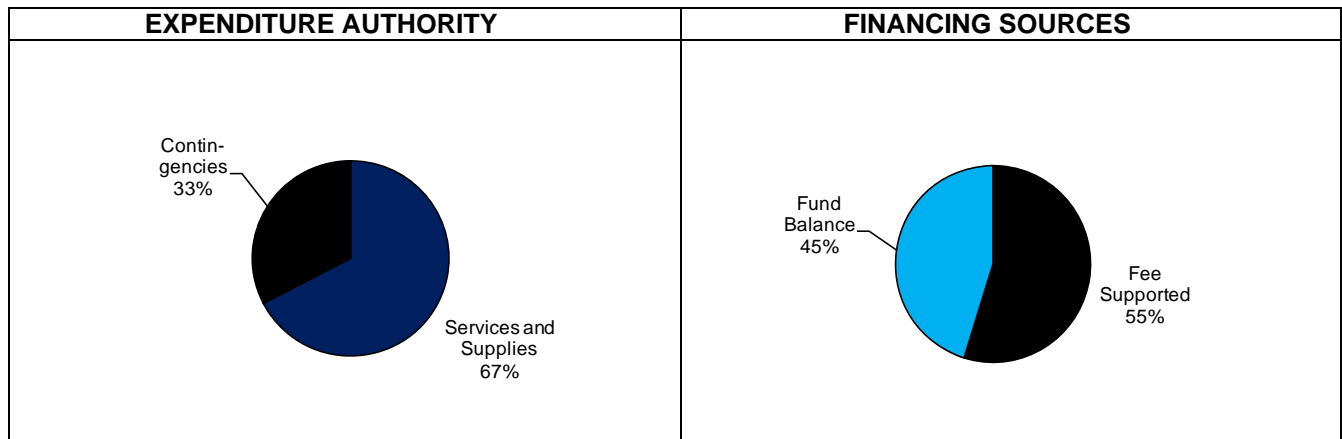 EXPENDITURE AUTHORITY
FINANCING SOURCES
Contin-
gencies
33%
Services and
Supplies
67%
Fund
Balance
45%
Fee
Supported
55%